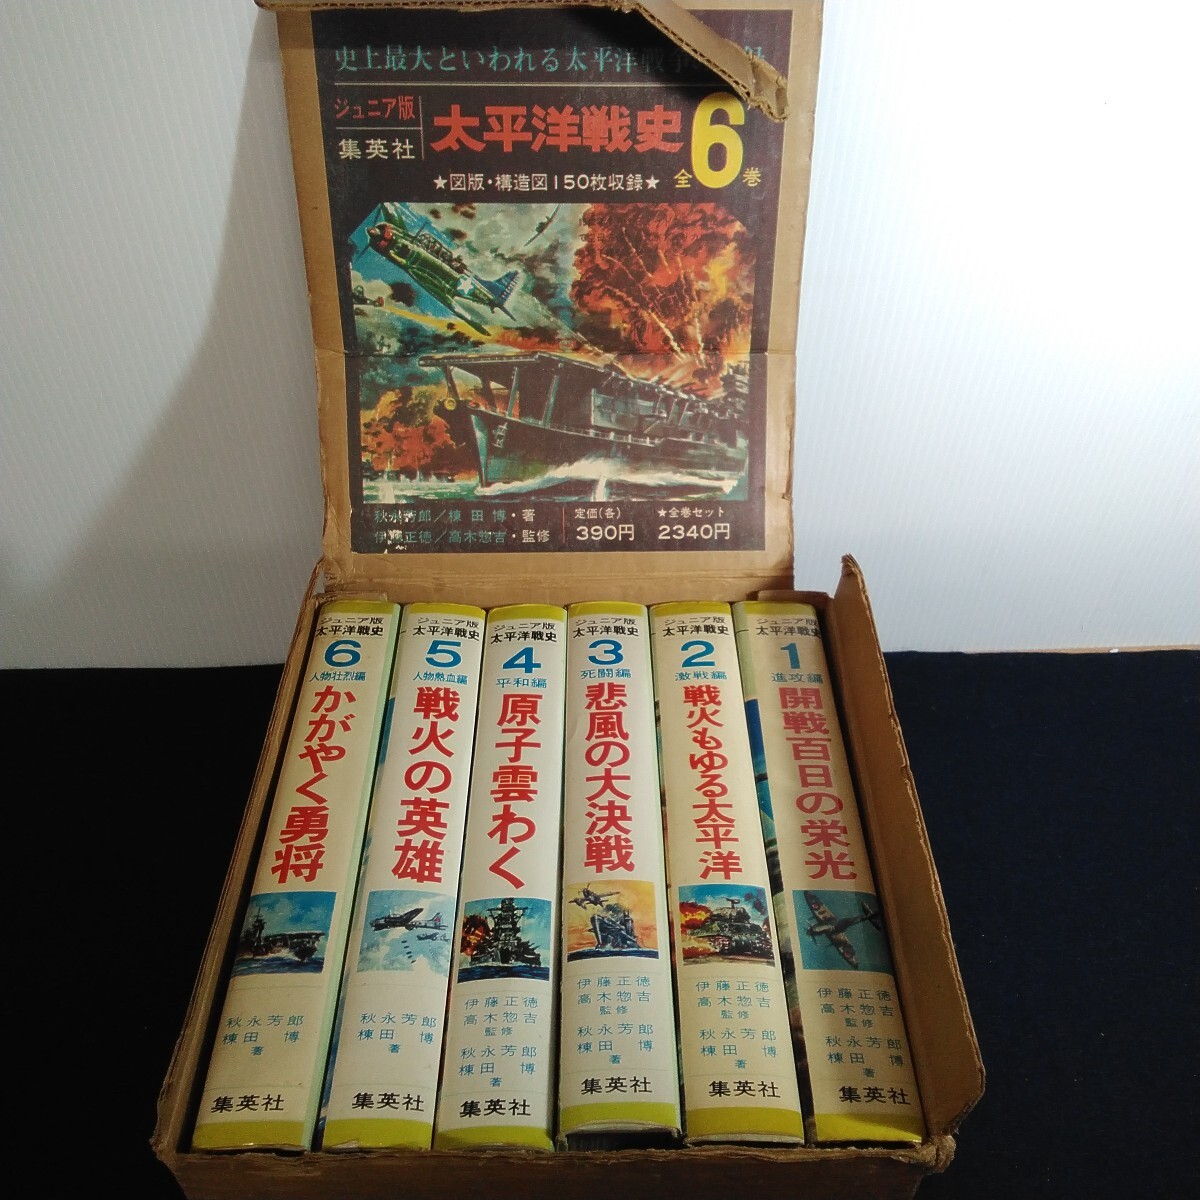 史上最大といわれる太平洋戦争
ジュニア版
集英社
太平洋戦史
全6巻
★図版・構造図150枚収録★
秋永芳郎／棟田博・著
伊藤正徳／高木惣吉・監修
定価(各)
390円
★全巻セット
2340円
ジュニア版
太平洋戦史
6
人物壮烈編
かがやく勇将
秋永芳郎
棟田博
著
集英社
ジュニア版
太平洋戦史
5
人物熱血編
戦火の英雄
秋永芳郎
棟田博
著
集英社
ジュニア版
太平洋戦史
4
平和編
原子雲わく
伊藤正徳
高木惣吉
監修
秋永芳郎
棟田博
著
集英社
ジュニア版
太平洋戦史
3
死闘編
悲風の大決戦
伊藤正徳
高木惣吉
監修
秋永芳郎
棟田博
著
集英社
ジュニア版
太平洋戦史
2
激戦編
戦火もゆる太平洋
伊藤正徳
高木惣吉
監修
秋永芳郎
棟田博
著
集英社
ジュニア版
太平洋戦史
1
進攻編
開戦百日の栄光
伊藤正徳
高木惣吉
監修
秋永芳郎
棟田博
著
集英社